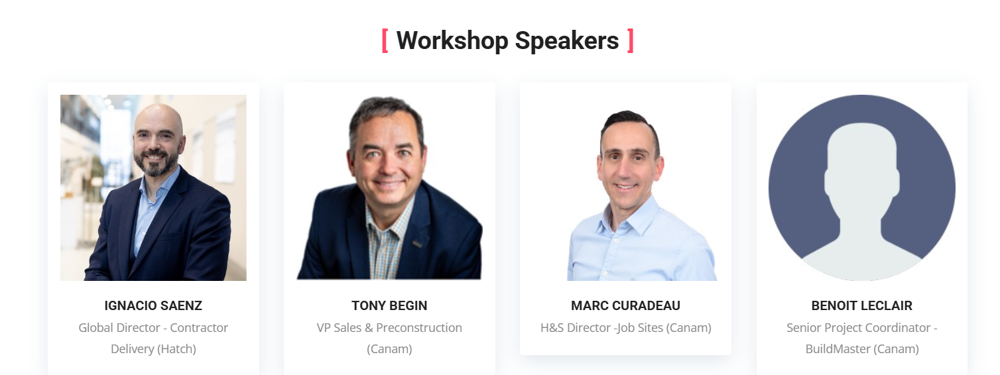 [ Workshop Speakers ]
IGNACIO SAENZ
Global Director - Contractor
Delivery (Hatch)
TONY BEGIN
VP Sales & Preconstruction
(Canam)
MARC CURADEAU
H&S Director -Job Sites (Canam)
BENOIT LECLAIR
Senior Project Coordinator -
BuildMaster (Canam)